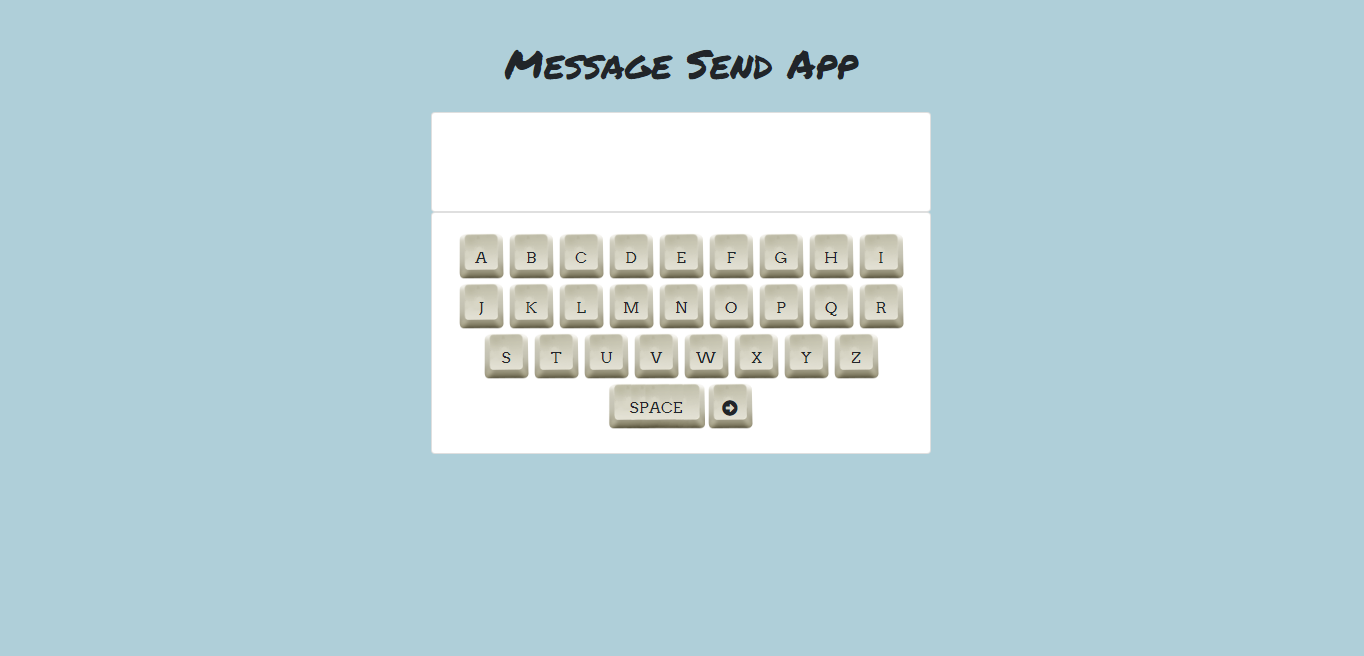 Message Send App
A B C D E F G H I
J K L M N O P Q R
S T U V W X Y Z
SPACE